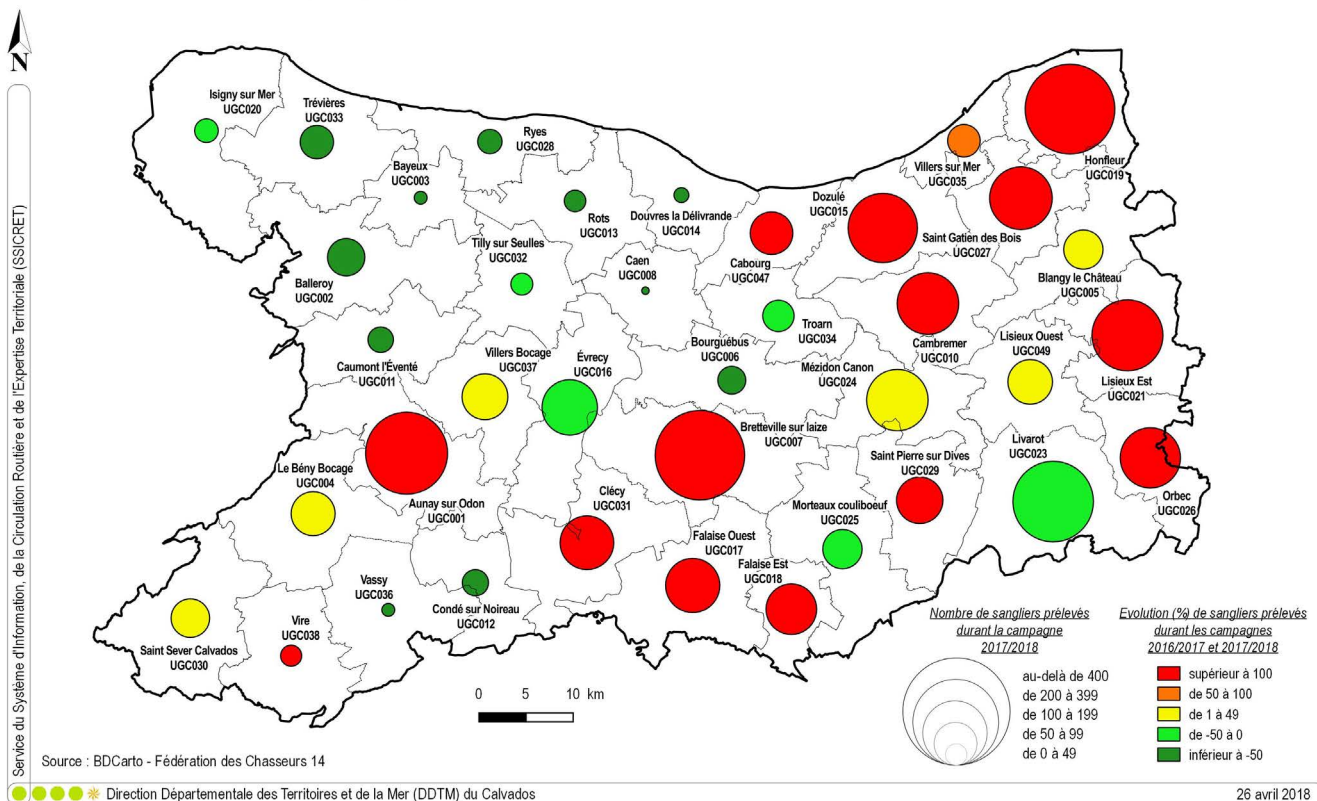 N
Service du Système d'Information, de la Circulation Routière et de l'Expertise Territoriale (SSICRET)
Isigny sur Mer
UGC020
Trévières
UGC033
Bayeux
UGC003
Ryes
UGC028
Rots
UGC013
Douvres la Délivrande
UGC014
Villers sur Mer
UGC035
Honfleur
UGC019
Dozulé
UGC015
Saint Gatien des Bois
UGC027
Cabourg
UGC047
Blangy le Château
UGC005
Balleroy
UGC002
Tilly sur Seulles
UGC032
Caen
UGC008
Troarn
UGC034
Cambremer
UGC010
Lisieux Ouest
UGC049
Lisieux Est
UGC021
Caumont l'Éventé
UGC011
Villers Bocage
UGC037
Évrecy
UGC016
Bourguébus
UGC006
Mézidon Canon
UGC024
Bretteville sur laize
UGC007
Saint Pierre sur Dives
UGC029
Livarot
UGC023
Orbec
UGC026
Le Bény Bocage
UGC004
Aunay sur Odon
UGC001
Clécy
UGC031
Morteaux couliboeuf
UGC025
Falaise Ouest
UGC017
Falaise Est
UGC018
Vassy
UGC036
Condé sur Noireau
UGC012
Saint Sever Calvados
UGC030
Vire
UGC038
0 5 10 km
Nombre de sangliers prélevés
durant la campagne
2017/2018
au-delà de 400
de 200 à 399
de 100 à 199
de 50 à 99
de 0 à 49
Evolution (%) de sangliers prélevés
durant les campagnes
2016/2017 et 2017/2018
supérieur à 100
de 50 à 100
de 1 à 49
de -50 à 0
inférieur à -50
Source : BDCarto - Fédération des Chasseurs 14
Direction Départementale des Territoires et de la Mer (DDTM) du Calvados
26 avril 2018